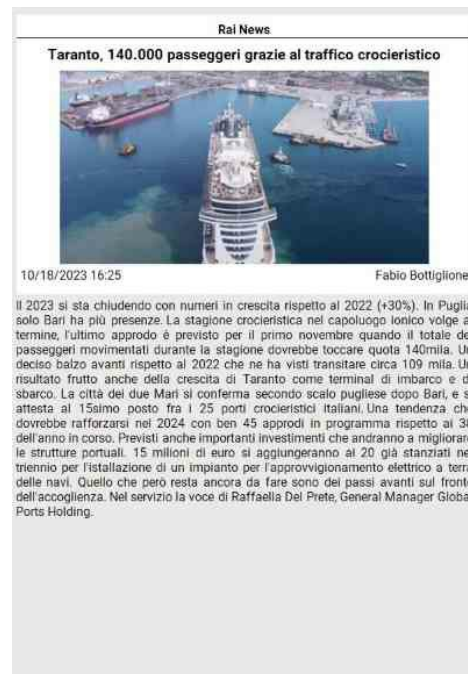 Rai News
Taranto, 140.000 passeggeri grazie al traffico crocieristico
10/18/2023 16:25 Fabio Bottiglione
Il 2023 si sta chiudendo con numeri in crescita rispetto al 2022 (+30%). In Puglia
solo Bari ha più presenze. La stagione crocieristica nel capoluogo ionico volge a
termine, l'ultimo approdo è previsto per il primo novembre quando il totale de
passeggeri movimentati durante la stagione dovrebbe toccare quota 140mila. Un
deciso balzo avanti rispetto al 2022 che ne ha visti transitare circa 109 mila. Un
risultato frutto anche della crescita di Taranto come terminal di imbarco e d
sbarco. La città dei due Mari si conferma secondo scalo pugliese dopo Bari, e s
attesta al 15simo posto fra i 25 porti crocieristici italiani. Una tendenza che
dovrebbe rafforzarsi nel 2024 con ben 45 approdi in programma rispetto ai 38
dell'anno in corso. Previsti anche importanti investimenti che andranno a migliorare
le strutture portuali. 15 milioni di euro si aggiungeranno ai 20 già stanziati ne
triennio per l'istallazione di un impianto per l'approvvigionamento elettrico a terra
delle navi. Quello che però resta ancora da fare sono dei passi avanti sul fronte
dell'accoglienza. Nel servizio la voce di Raffaella Del Prete, General Manager Global
Ports Holding.